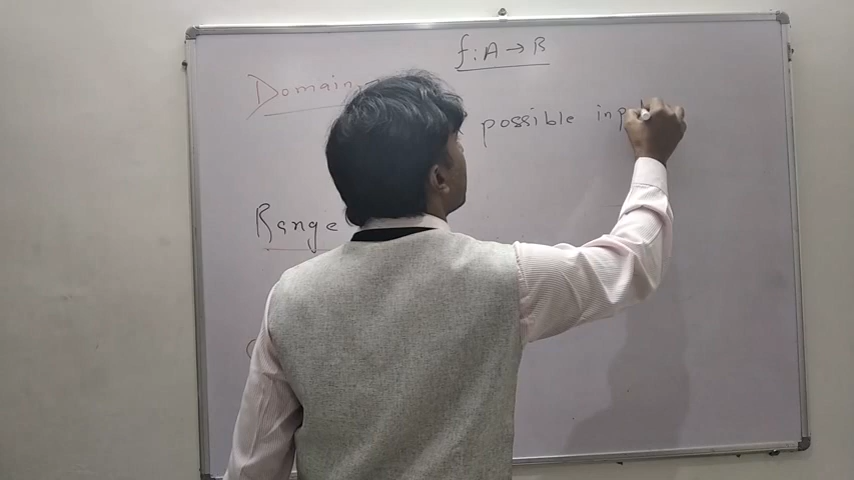 f: A → B
Domain
possible inp
Range